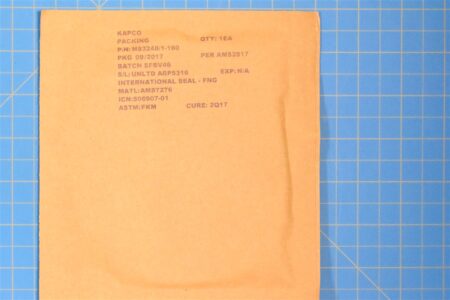 KAPCO
PACKING QTY: 1EA
P/N: M83248/1-160
PKG 09/2017 PER AMS2817
BATCH SFSV46
S/L: UNLTD AGP5316 EXP: N/A
INTERNATIONAL SEAL - FNG
MATL: AMS7276
ICN: 506907-01
ASTM: FKM CURE: 2Q17